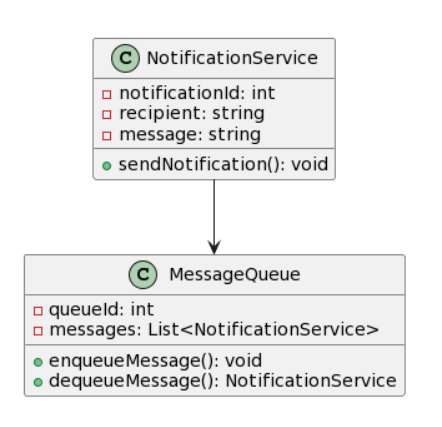 C NotificationService
notificationId: int
recipient: string
message: string
sendNotification(): void
C MessageQueue
queueId: int
messages: List<NotificationService>
enqueueMessage(): void
dequeueMessage(): NotificationService